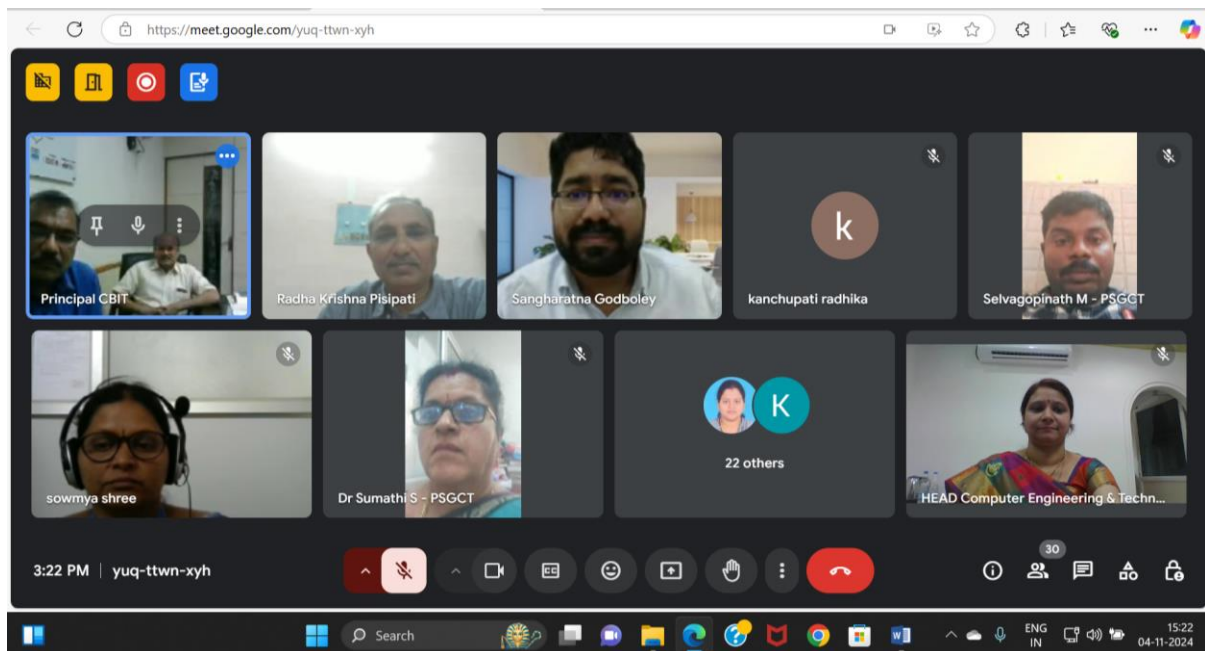 https://meet.google.com/yuq-ttwn-xyh
Principal CBIT
Radha Krishna Pisipati
Sangharatna Godboley
k
kanchupati radhika
Selvagopinath M - PSGCT
sowmya shree
Dr Sumathi S - PSGCT
K
22 others
HEAD Computer Engineering & Techn...
3:22 PM | yuq-ttwn-xyh
CC
30
Search
W
ENG
IN
15:22
04-11-2024